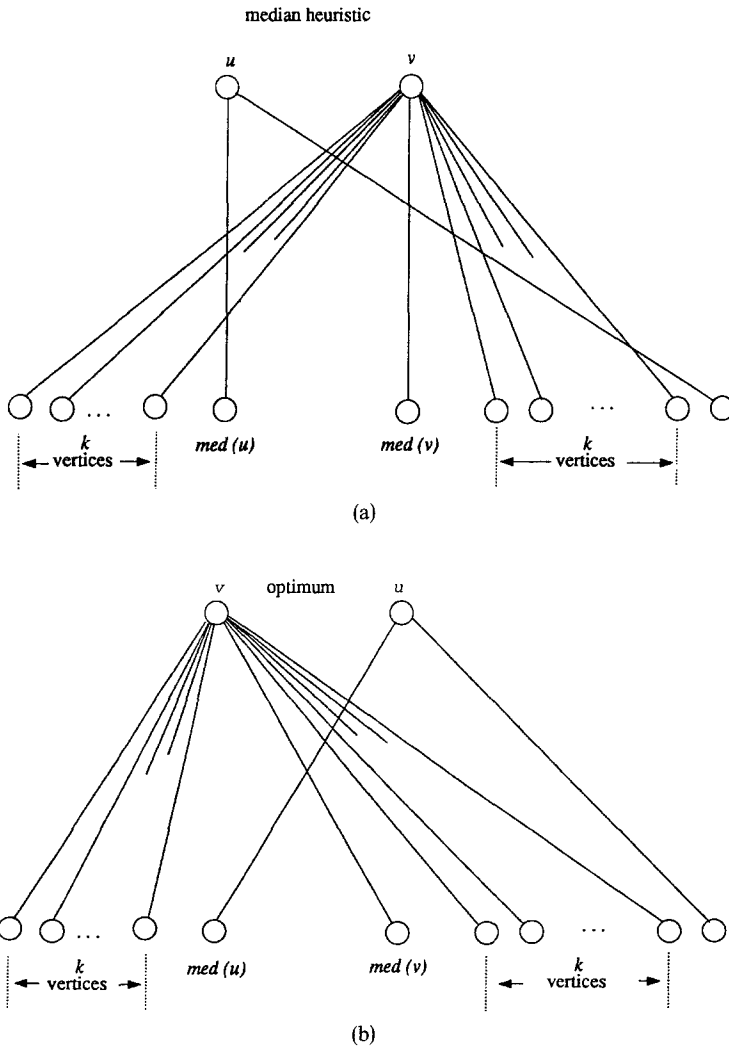 median heuristic
u v
... ...
k
vertices
med (u) med (v)
k
vertices
(a)
v optimum u
... ...
k
vertices
med (u) med (v)
k
vertices
(b)